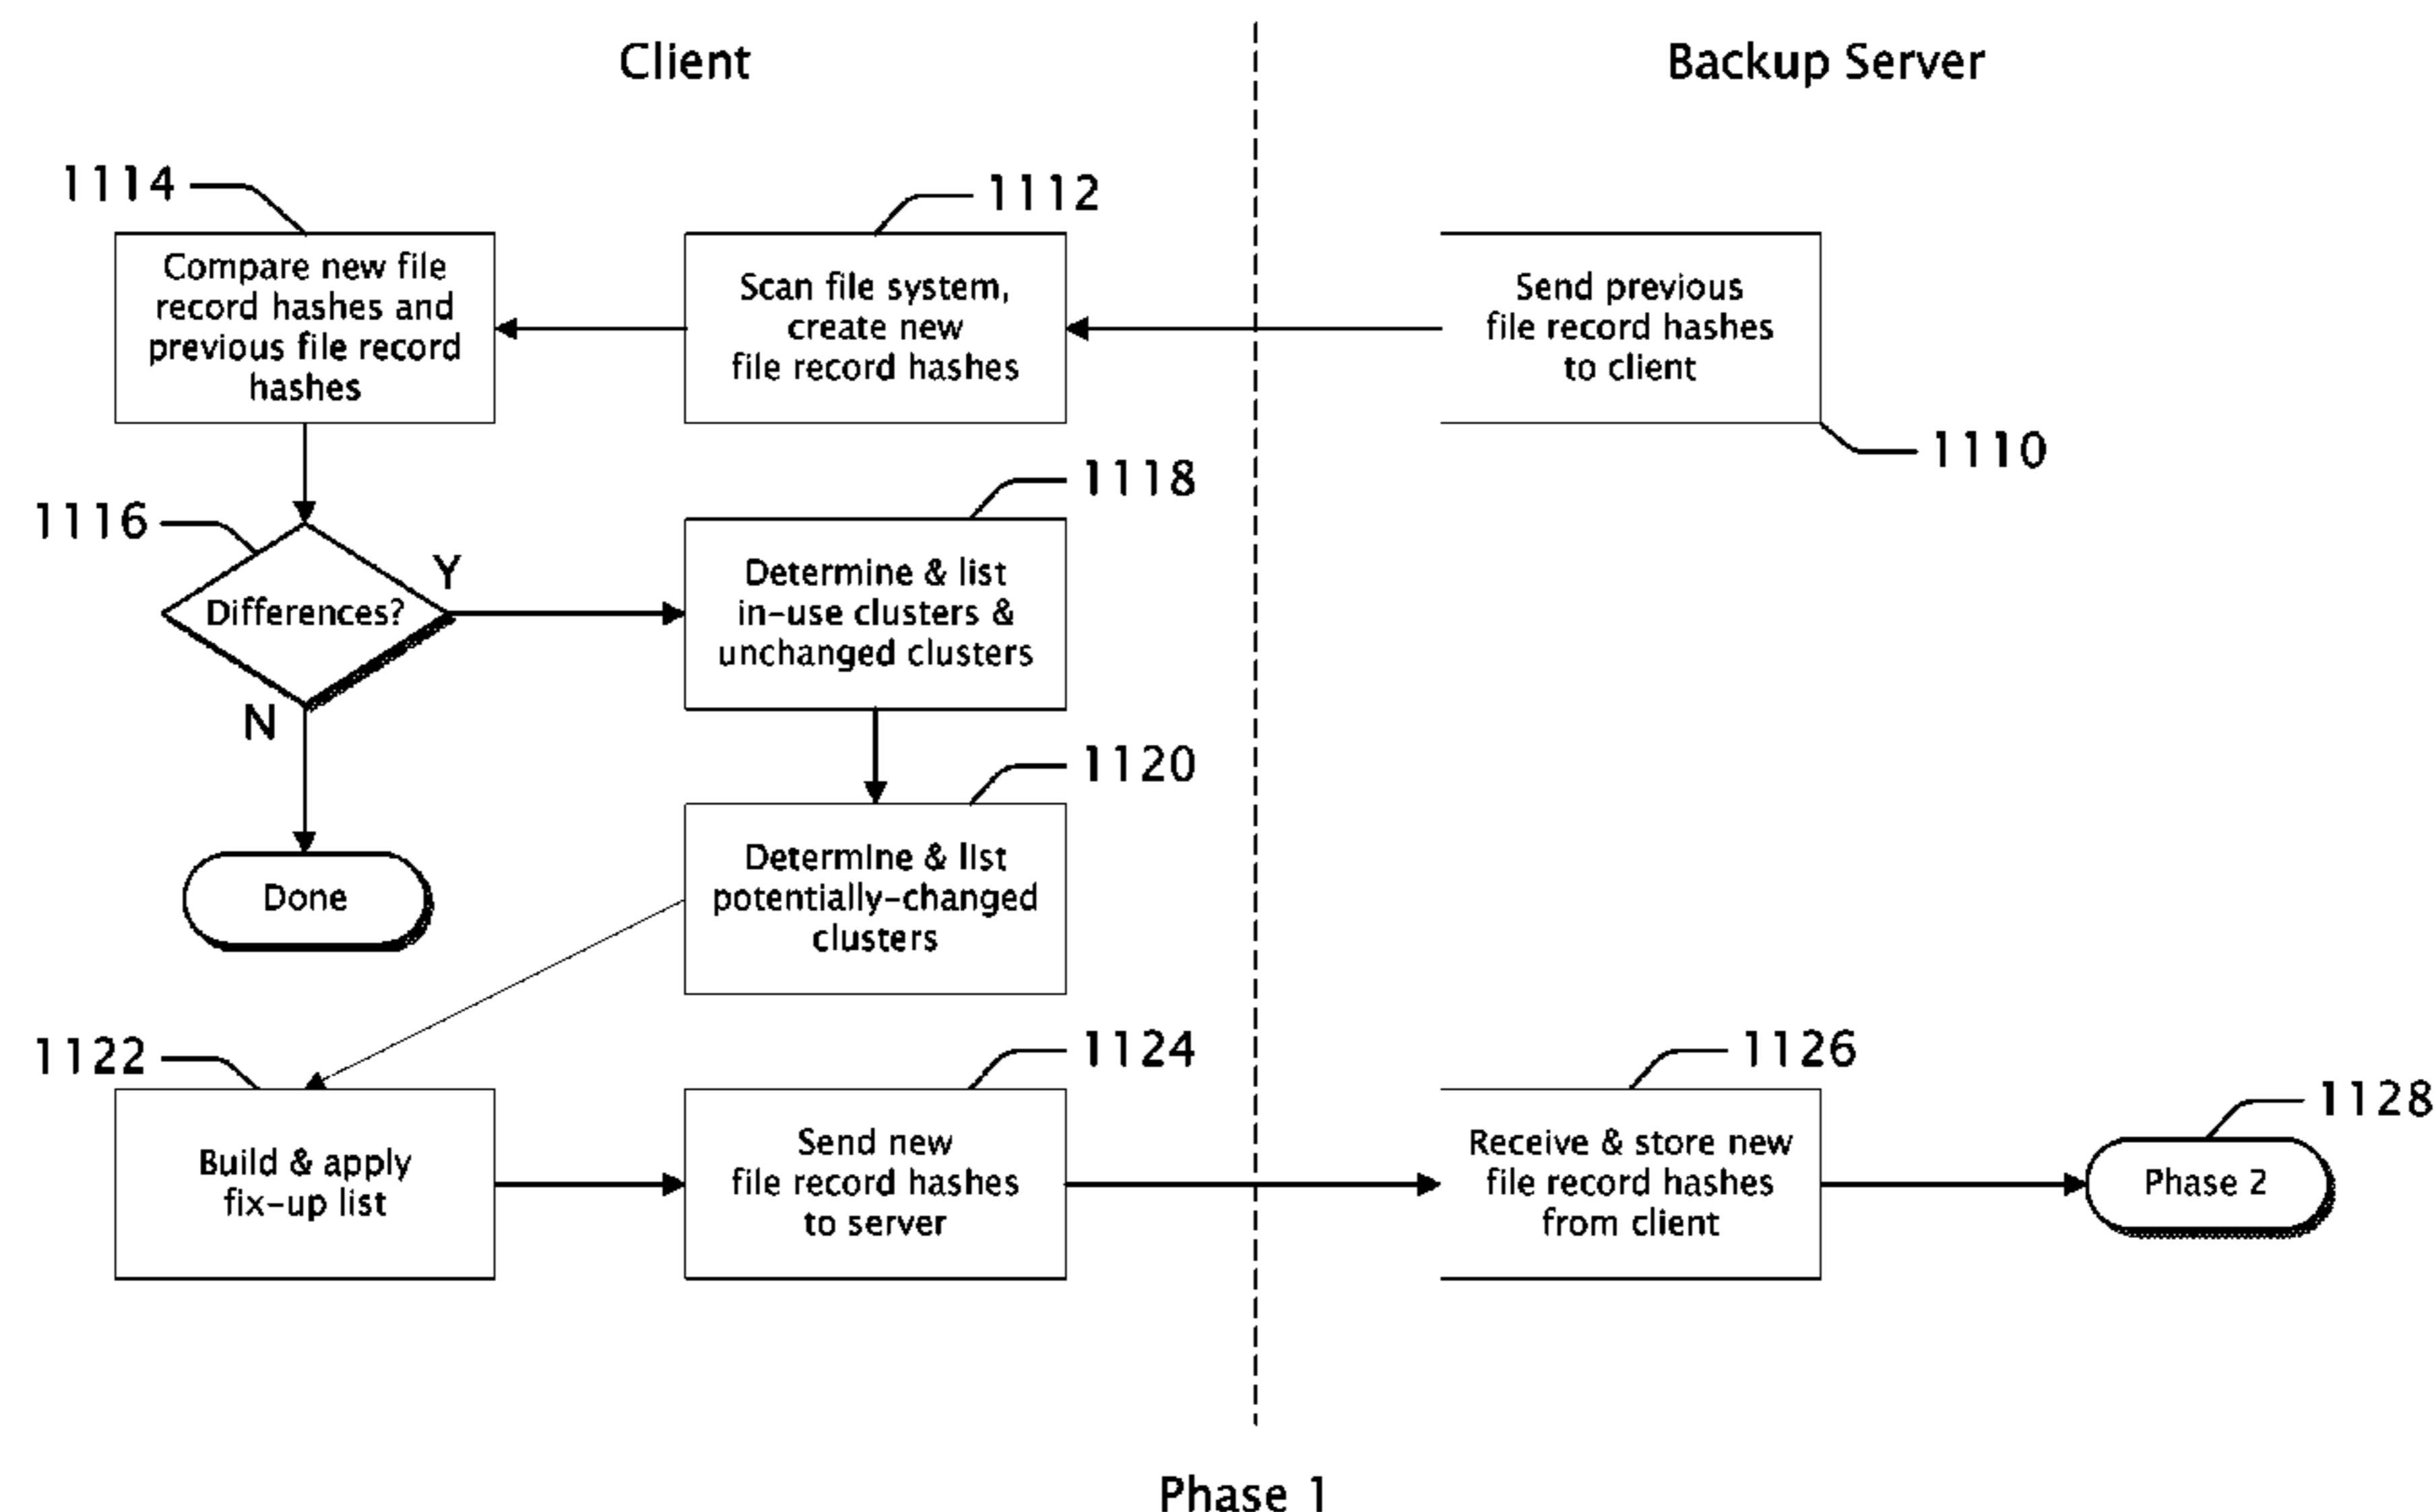 Client
Backup Server
1114
1112
Compare new file
record hashes and
previous file record
hashes
Scan file system,
create new
file record hashes
Send previous
file record hashes
to client
1110
1118
1116
Y
Differences?
Determine & list
in-use clusters &
unchanged clusters
N
1120
Determine & list
potentially-changed
clusters
Done
1122
1124
1126
1128
Build & apply
fix-up list
Send new
file record hashes
to server
Receive & store new
file record hashes
from client
Phase 2
Phase 1